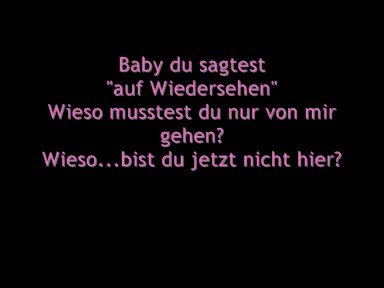 Baby du sagtest
"auf Wiedersehen"
Wieso musstest du nur von mir
gehen?
Wieso...bist du jetzt nicht hier?